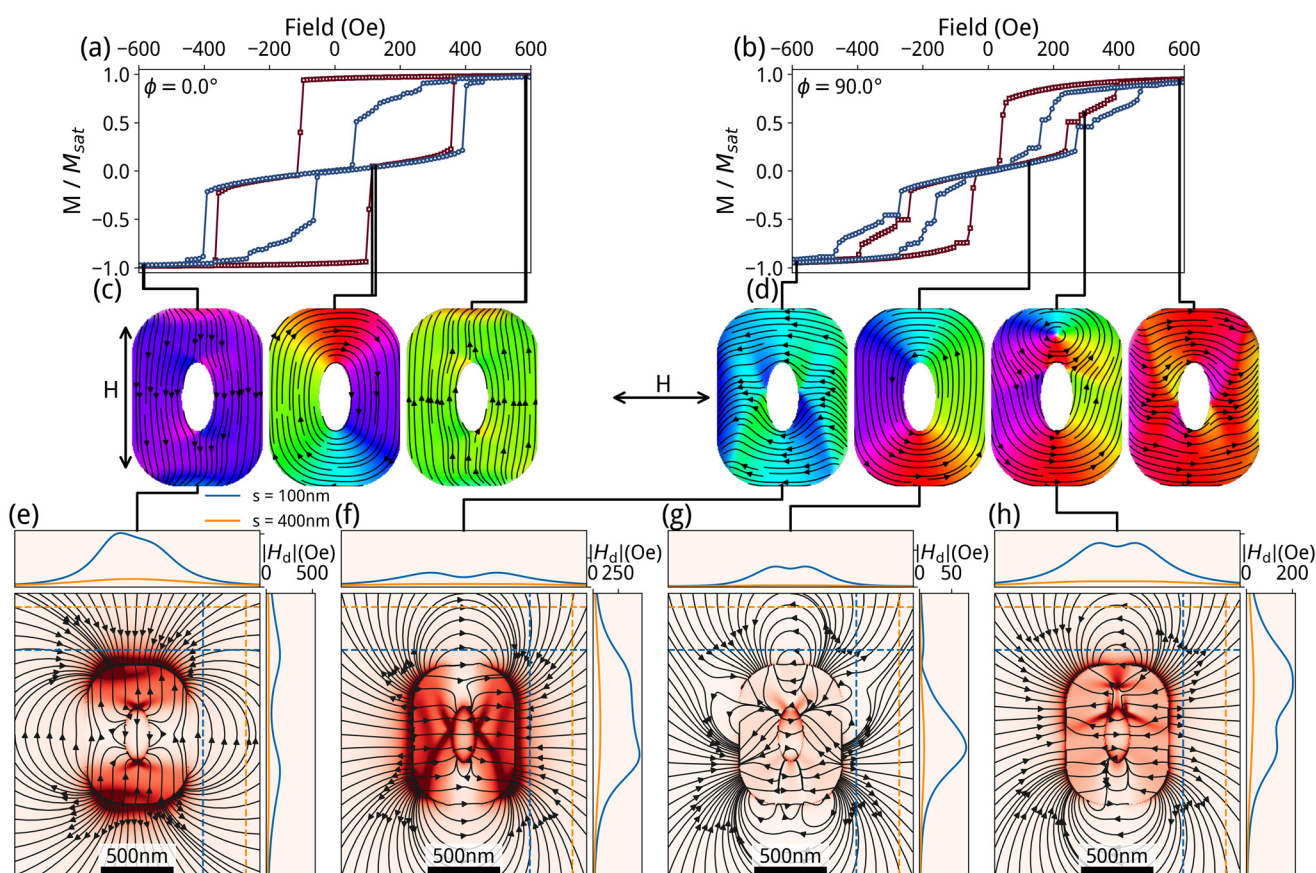 Field (Oe)
(a) −600 −400 −200 0 200 400 600
ϕ = 0.0°
M / M_sat
1.0
0.5
0.0
−0.5
−1.0
Field (Oe)
(b) −600 −400 −200 0 200 400 600
ϕ = 90.0°
M / M_sat
1.0
0.5
0.0
−0.5
−1.0
(c)
H
(d)
H
s = 100nm
s = 400nm
(e)
|H_d|(Oe)
0 500
500nm
(f)
|H_d|(Oe)
0 250
500nm
(g)
|H_d|(Oe)
0 50
500nm
(h)
|H_d|(Oe)
0 200
500nm